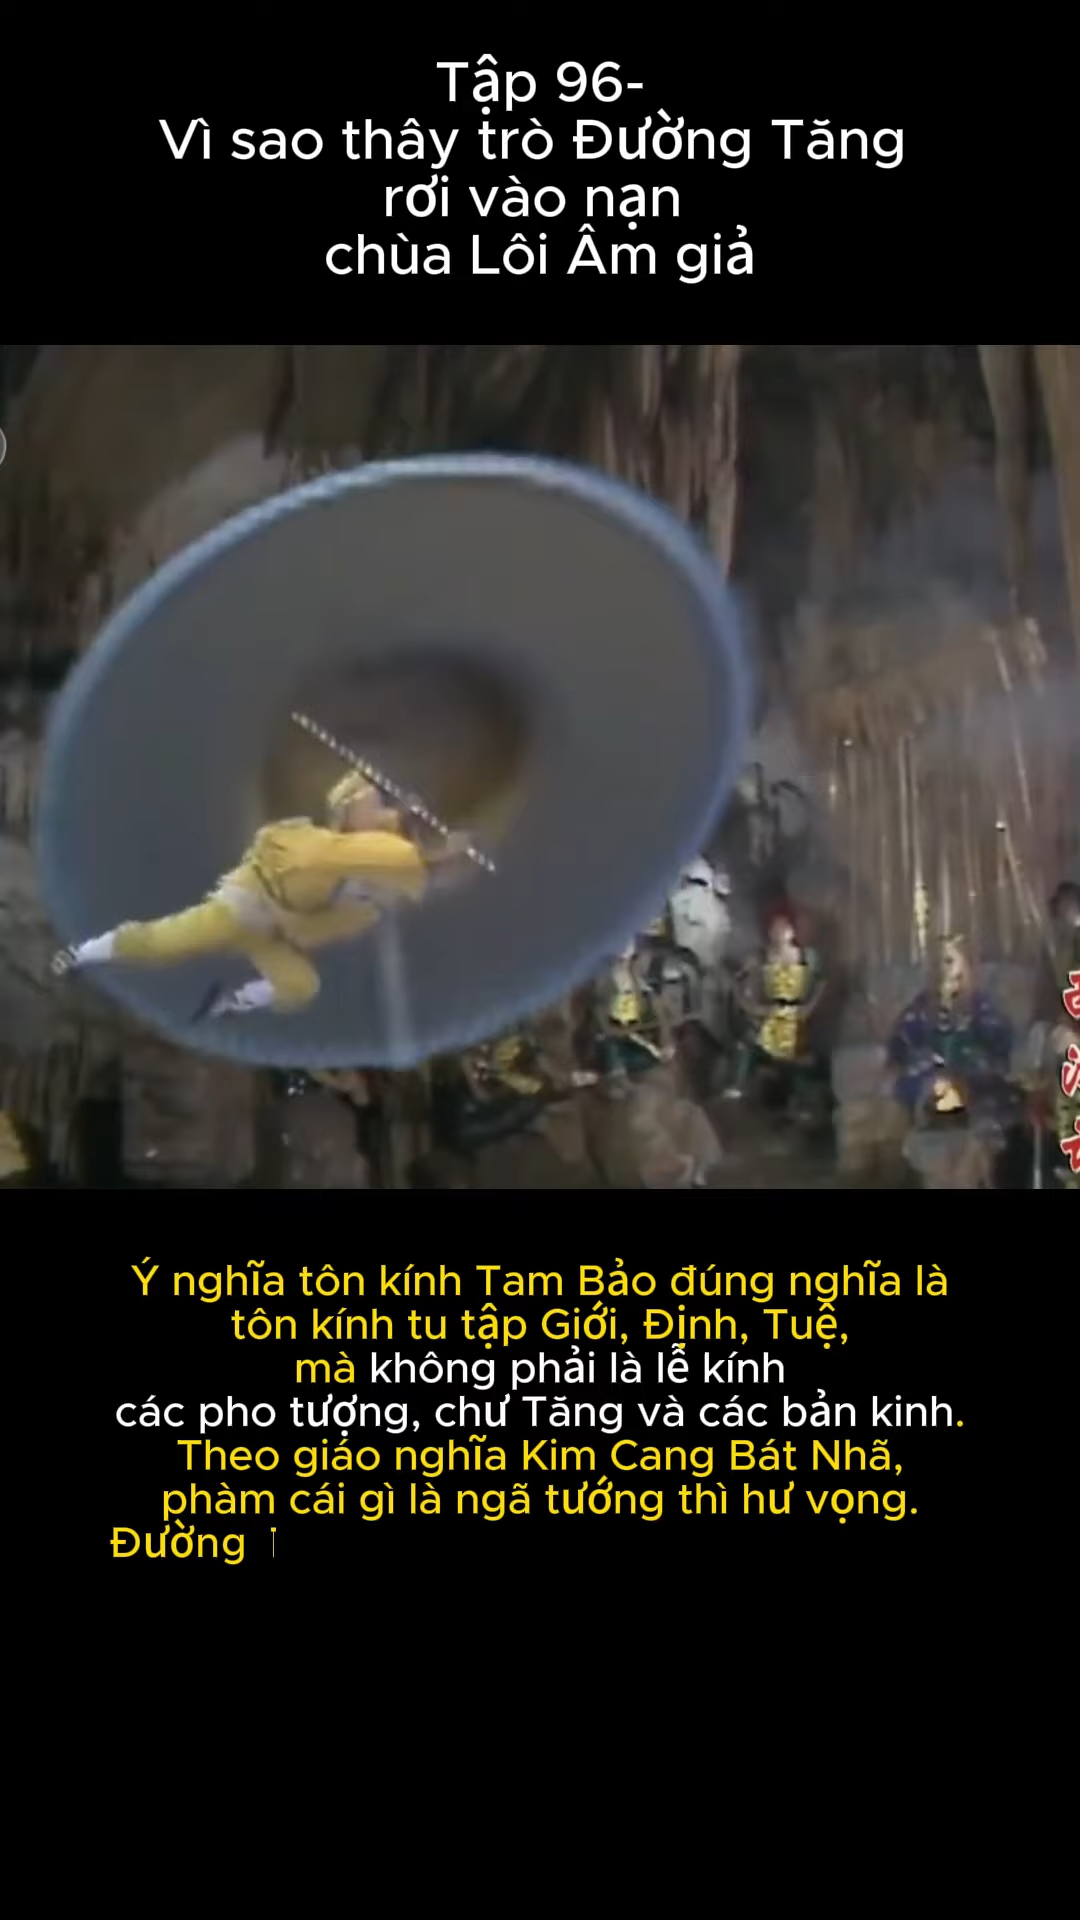 Tập 96-
Vì sao thầy trò Đường Tăng
rơi vào nạn
chùa Lôi Âm giả
Ý nghĩa tôn kính Tam Bảo đúng nghĩa là
tôn kính tu tập Giới, Định, Tuệ,
mà không phải là lễ kính
các pho tượng, chư Tăng và các bản kinh.
Theo giáo nghĩa Kim Cang Bát Nhã,
phàm cái gì là ngã tướng thì hư vọng.
Đường